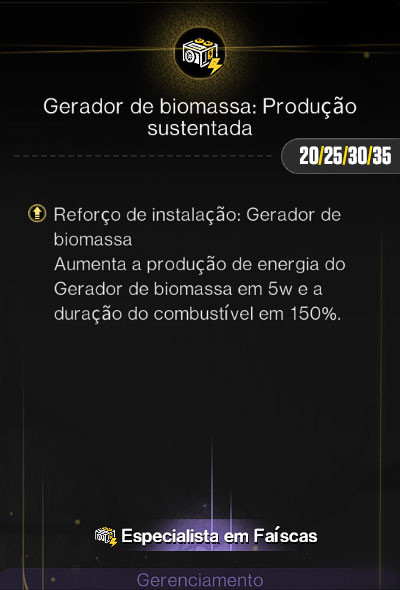 Gerador de biomassa: Produção
sustentada
20/25/30/35
Reforço de instalação: Gerador de
biomassa
Aumenta a produção de energia do
Gerador de biomassa em 5w e a
duração do combustível em 150%.
Especialista em Faíscas
Gerenciamento